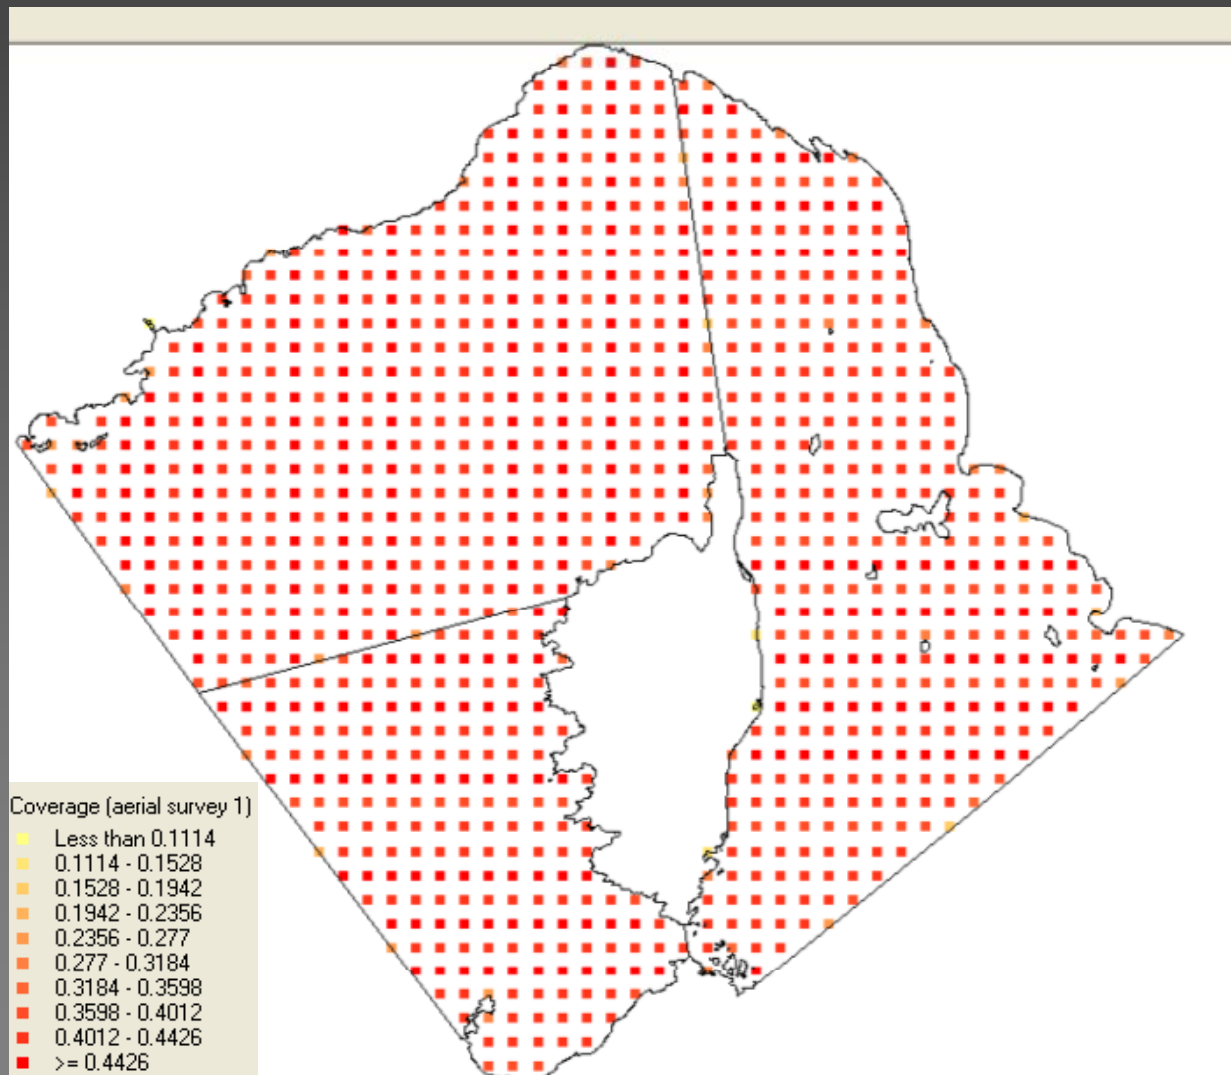 Coverage (aerial survey 1)
Less than 0.1114
0.1114 - 0.1528
0.1528 - 0.1942
0.1942 - 0.2356
0.2356 - 0.277
0.277 - 0.3184
0.3184 - 0.3598
0.3598 - 0.4012
0.4012 - 0.4426
>= 0.4426